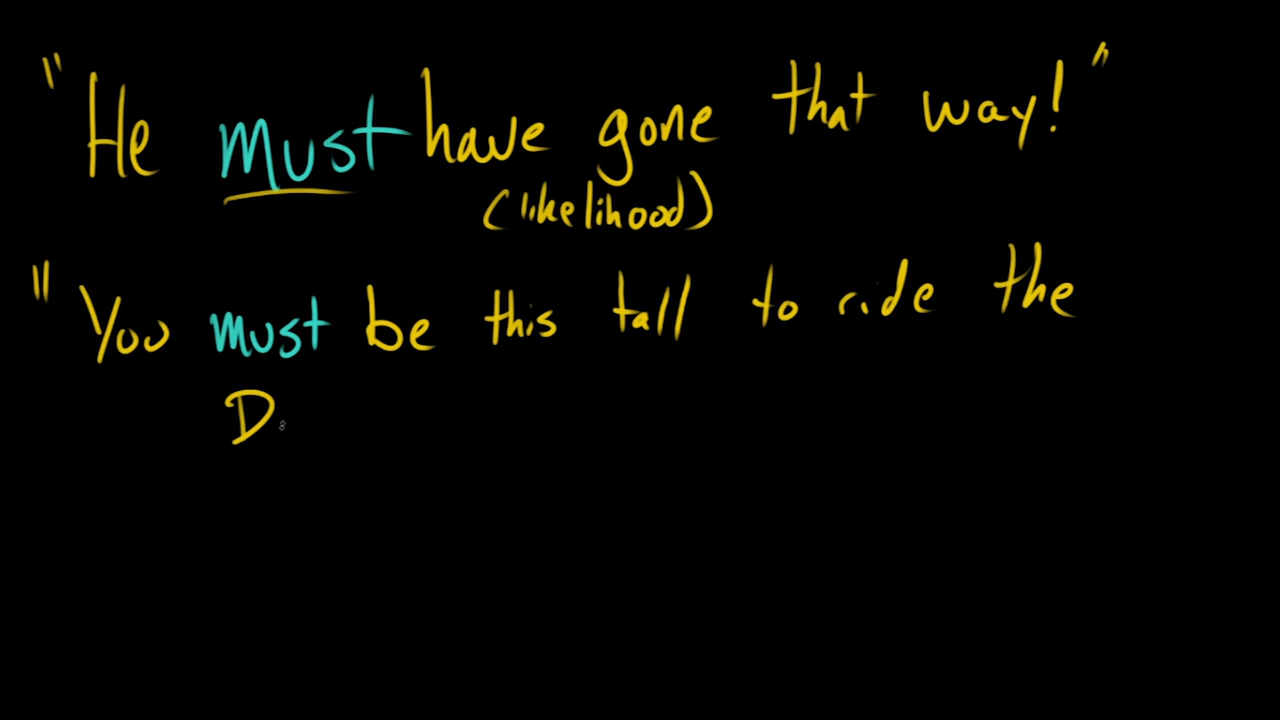 "He must have gone that way!"
(likelihood)
"You must be this tall to ride the
D